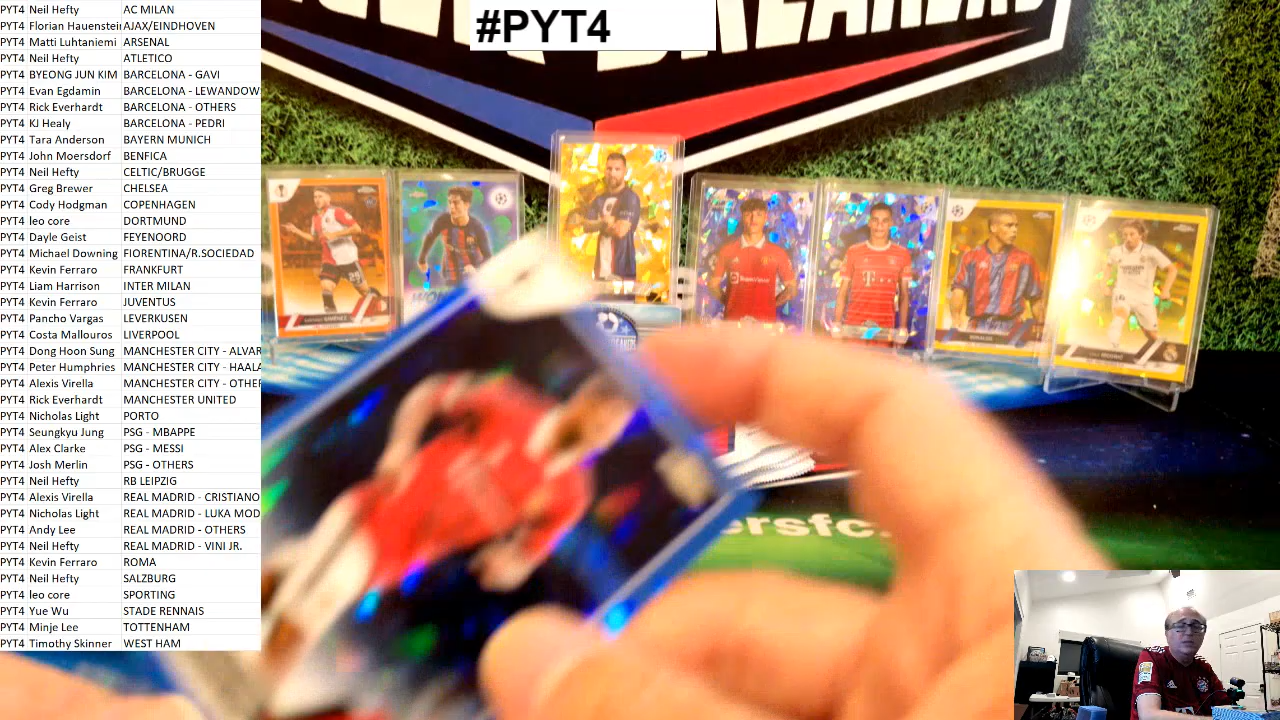 #PYT4
PYT4 Neil Hefty AC MILAN
PYT4 Florian Hauenstein AJAX/EINDHOVEN
PYT4 Matti Luhtaniemi ARSENAL
PYT4 Neil Hefty ATLETICO
PYT4 BYEONG JUN KIM BARCELONA - GAVI
PYT4 Evan Egdamin BARCELONA - LEWANDOW
PYT4 Rick Everhardt BARCELONA - OTHERS
PYT4 KJ Healy BARCELONA - PEDRI
PYT4 Tara Anderson BAYERN MUNICH
PYT4 John Moersdorf BENFICA
PYT4 Neil Hefty CELTIC/BRUGGE
PYT4 Greg Brewer CHELSEA
PYT4 Cody Hodgman COPENHAGEN
PYT4 leo core DORTMUND
PYT4 Dayle Geist FEYENOORD
PYT4 Michael Downing FIORENTINA/R.SOCIEDAD
PYT4 Kevin Ferraro FRANKFURT
PYT4 Liana Harrison INTER MILAN
PYT4 Kevin Ferraro JUVENTUS
PYT4 Pancho Vargas LEVERKUSEN
PYT4 Costa Mallouros LIVERPOOL
PYT4 Dong Hoon Sung MANCHESTER CITY - ALVAR
PYT4 Peter Humphries MANCHESTER CITY - HAALA
PYT4 Alexis Virella MANCHESTER CITY - OTHE
PYT4 Rick Everhardt MANCHESTER UNITED
PYT4 Nicholas Light PORTO
PYT4 Seungkyu Jung PSG - MBAPPE
PYT4 Alex Clarke PSG - MESSI
PYT4 Josh Merlin PSG - OTHERS
PYT4 Neil Hefty RB LEIPZIG
PYT4 Alexis Virella REAL MADRID - CRISTIANO
PYT4 Nicholas Light REAL MADRID - LUKA MOD
PYT4 Andy Lee REAL MADRID - OTHERS
PYT4 Neil Hefty REAL MADRID - VINI JR.
PYT4 Kevin Ferraro ROMA
PYT4 Neil Hefty SALZBURG
PYT4 leo core SPORTING
PYT4 Yue Wu STADE RENNAIS
PYT4 Minje Lee TOTTENHAM
PYT4 Timothy Skinner WEST HAM
ersfc.